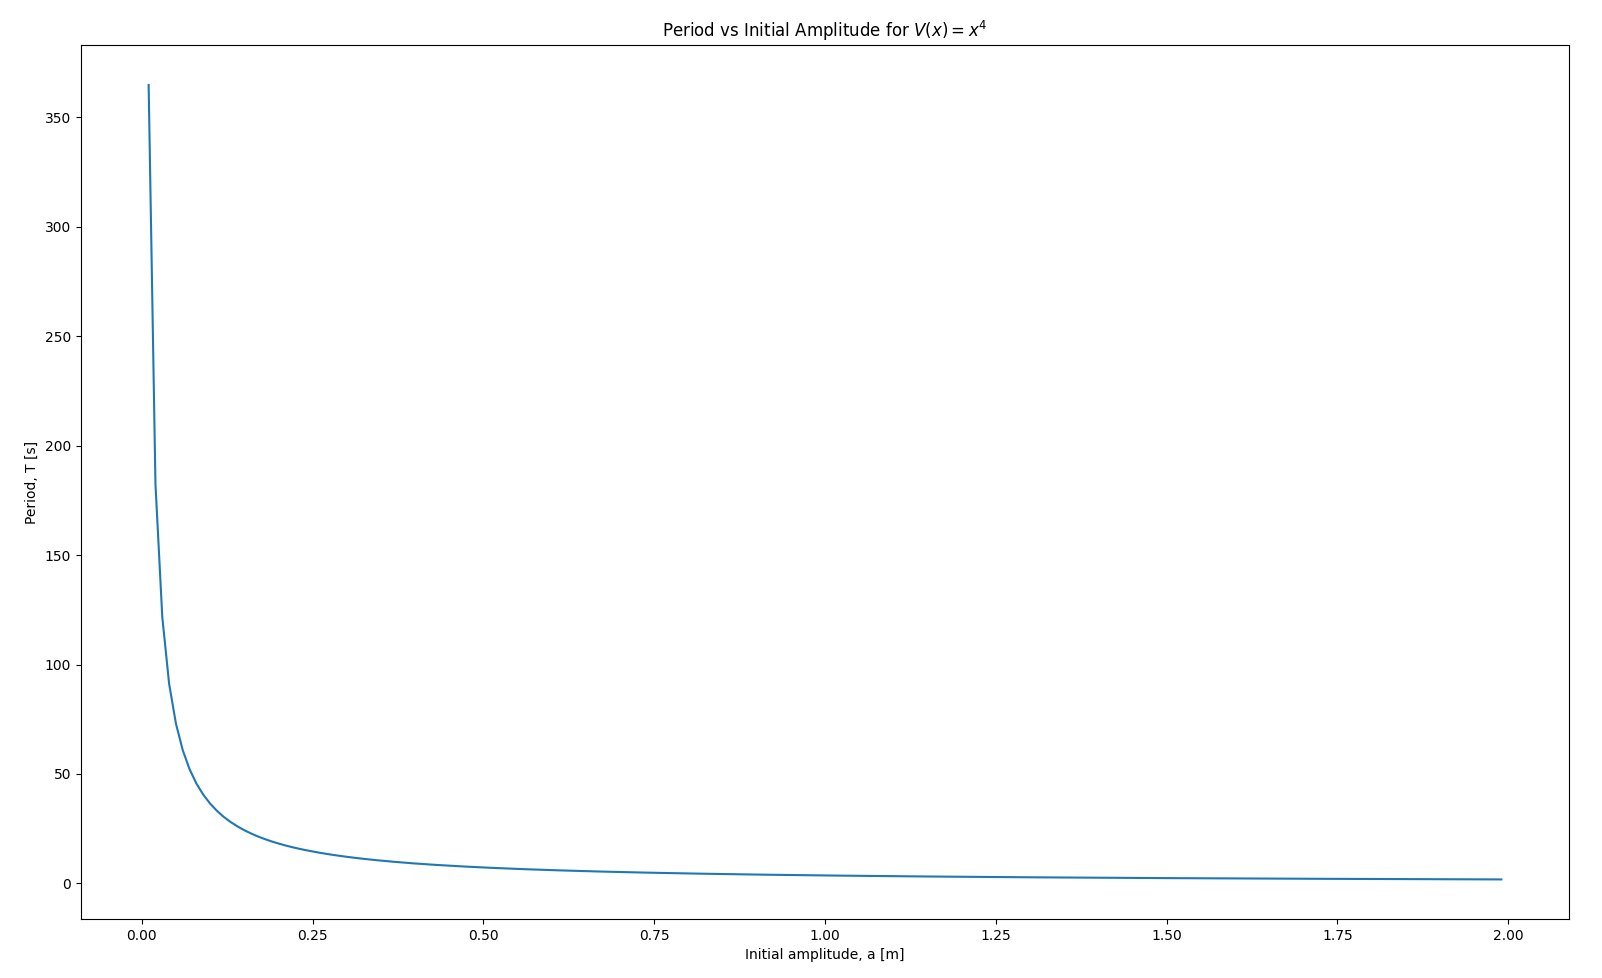 Period vs Initial Amplitude for $V(x) = x^4$
350
300
250
200
150
100
50
0
Period, T [s]
0.00 0.25 0.50 0.75 1.00 1.25 1.50 1.75 2.00
Initial amplitude, a [m]